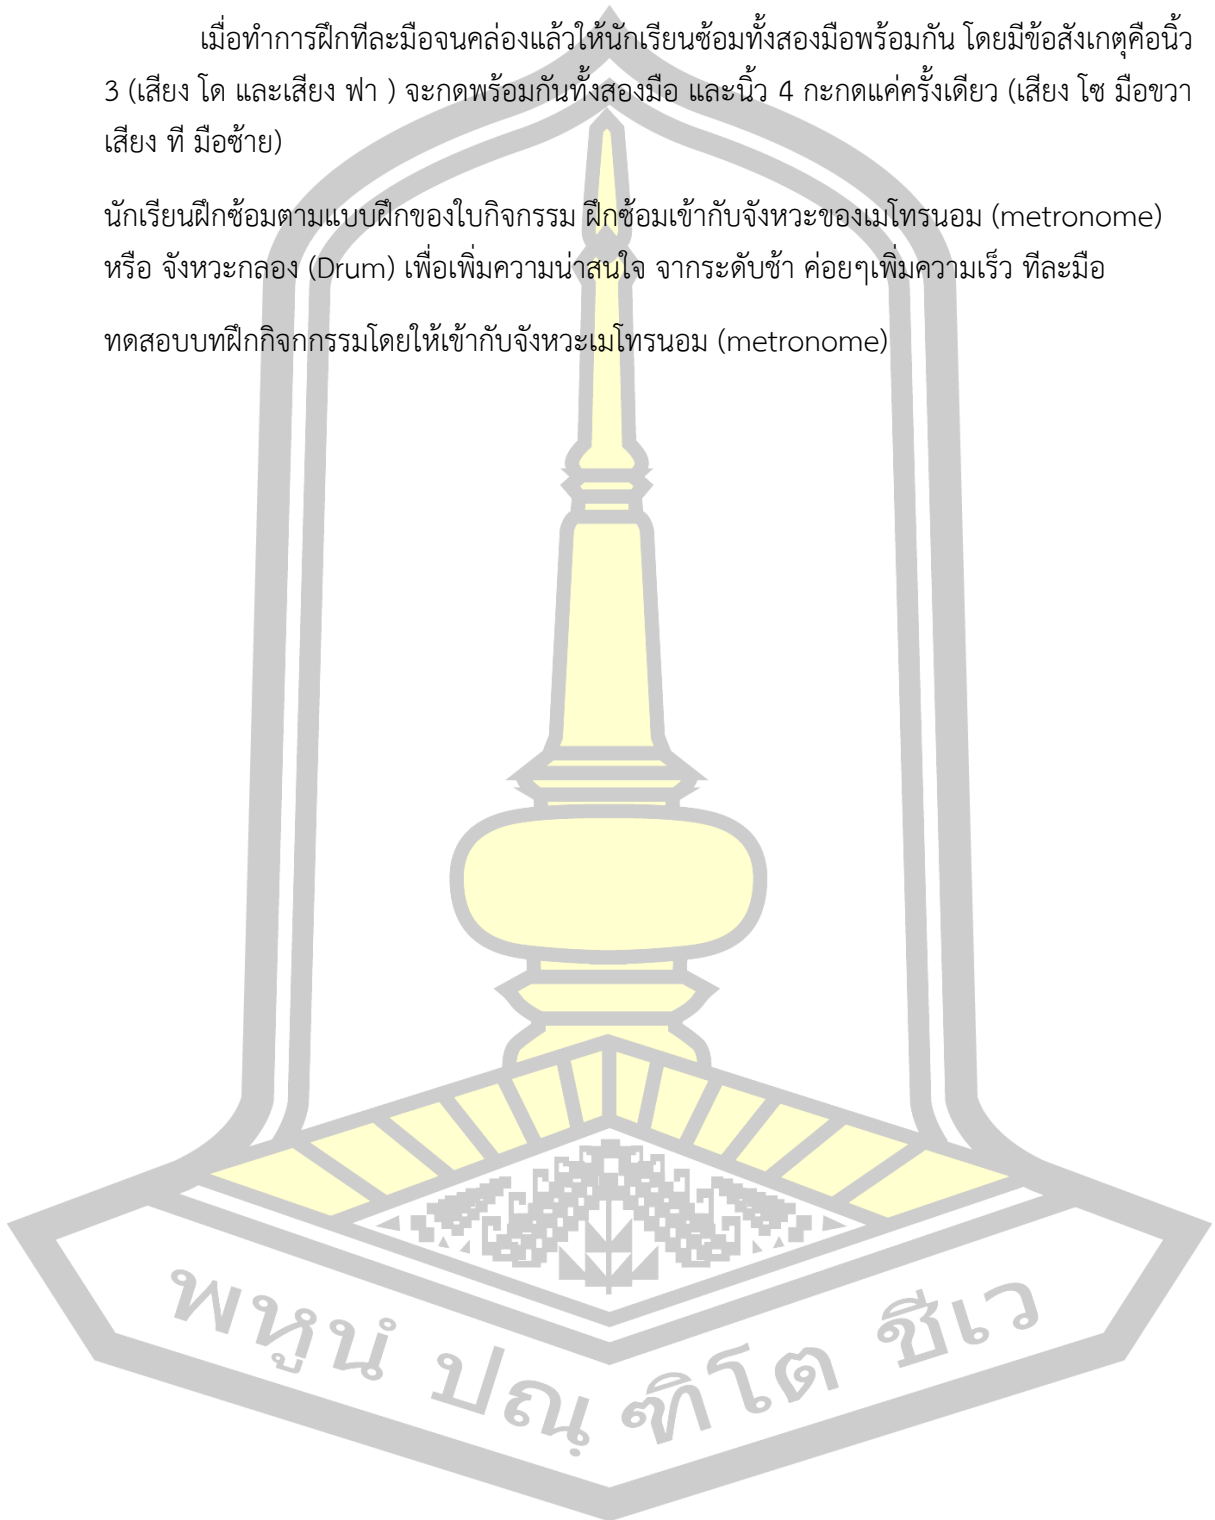 เมื่อทำการฝึกทีละมือจนคล่องแล้วให้นักเรียนซ้อมทั้งสองมือพร้อมกัน โดยมีข้อสังเกตุคือนิ้ว
3 (เสียง โด และเสียง ฟา ) จะกดพร้อมกันทั้งสองมือ และนิ้ว 4 กะกดแค่ครั้งเดียว (เสียง โซ มือขวา
เสียง ที มือซ้าย)
นักเรียนฝึกซ้อมตามแบบฝึกของใบกิจกรรม ฝึกซ้อมเข้ากับจังหวะของเมโทรนอม (metronome)
หรือ จังหวะกลอง (Drum) เพื่อเพิ่มความน่าสนใจ จากระดับช้า ค่อยๆเพิ่มความเร็ว ทีละมือ
ทดสอบบทฝึกกิจกกรรมโดยให้เข้ากับจังหวะเมโทรนอม (metronome)
พหูนํ ปณฺ ฑิโต ชีเว